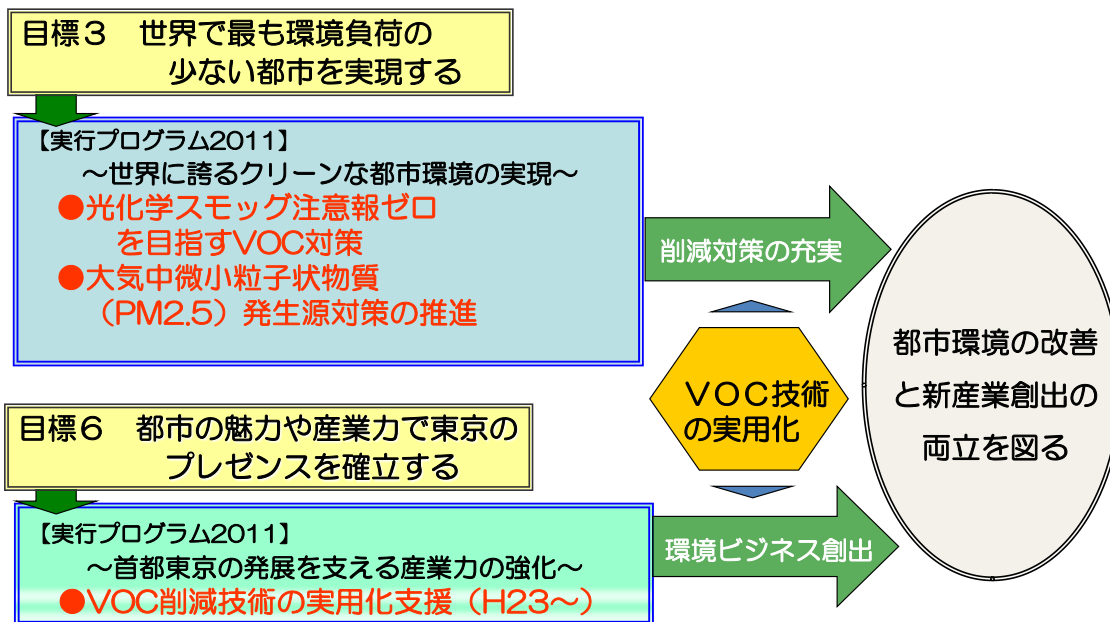 目標３　世界で最も環境負荷の
少ない都市を実現する
【実行プログラム2011】
～世界に誇るクリーンな都市環境の実現～
●光化学スモッグ注意報ゼロ
を目指すVOC対策
●大気中微小粒子状物質
（PM2.5）発生源対策の推進
削減対策の充実
ＶＯＣ技術
の実用化
都市環境の改善
と新産業創出の
両立を図る
目標６　都市の魅力や産業力で東京の
プレゼンスを確立する
【実行プログラム2011】
～首都東京の発展を支える産業力の強化～
●VOC削減技術の実用化支援（H23～）
環境ビジネス創出